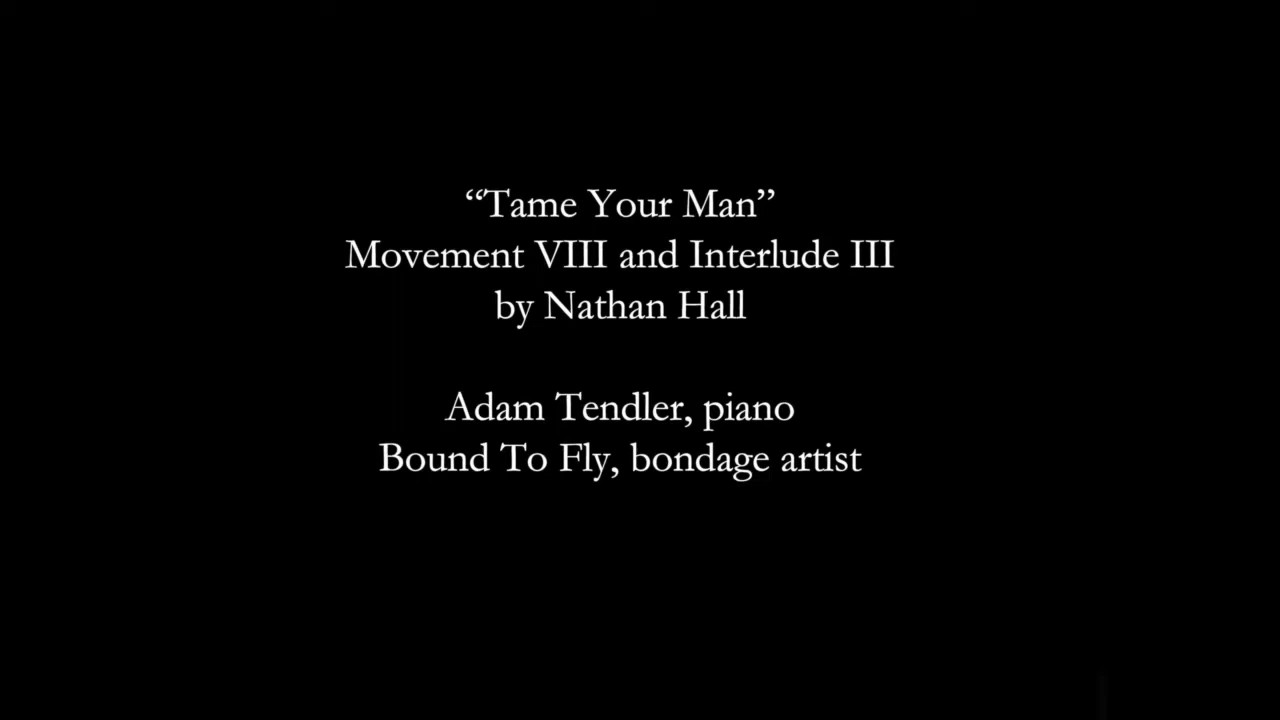 “Tame Your Man”
Movement VIII and Interlude III
by Nathan Hall
Adam Tendler, piano
Bound To Fly, bondage artist